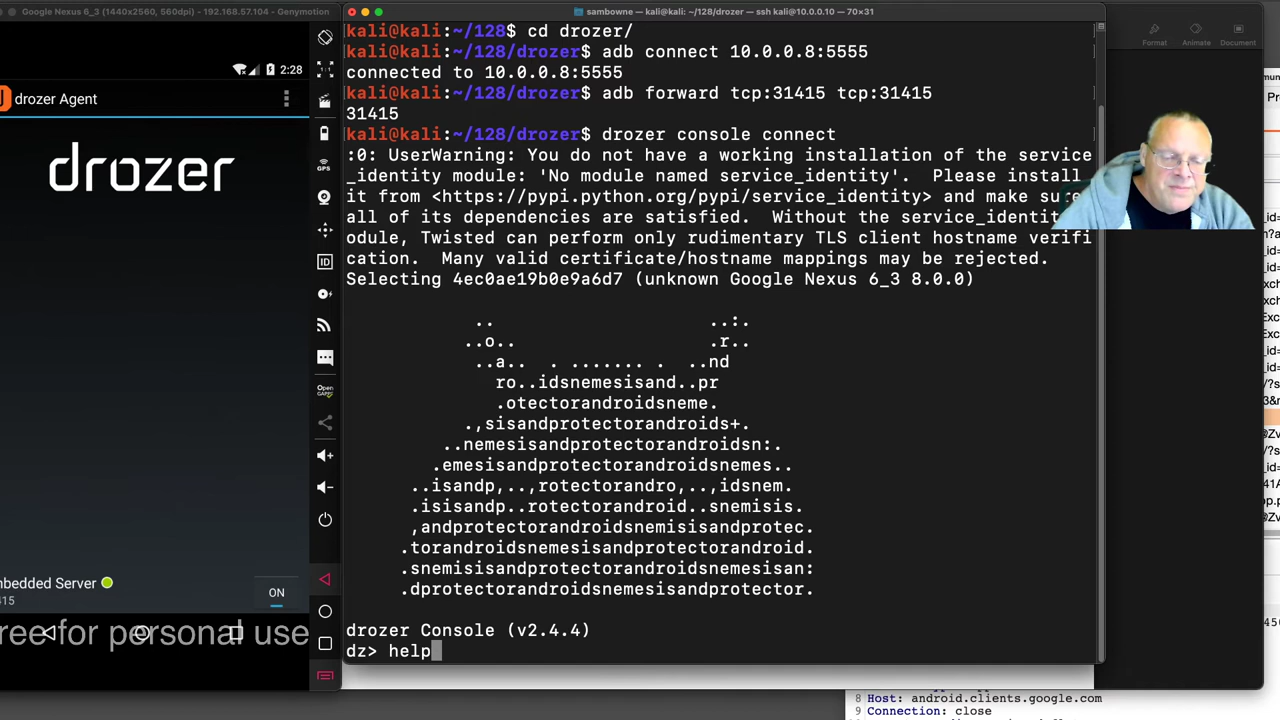 Google Nexus 6_3 (1440x2560, 560dpi) - 192.168.57.104 - Genymotion
2:28
drozer Agent
drozer
ID
Open
GAPPS
bedded Server
415
ON
ree for personal use
sambowne — kali@kali: ~/128/drozer — ssh kali@10.0.0.10 — 70×31
kali@kali:~/128$ cd drozer/
kali@kali:~/128/drozer$ adb connect 10.0.0.8:5555
connected to 10.0.0.8:5555
kali@kali:~/128/drozer$ adb forward tcp:31415 tcp:31415
31415
kali@kali:~/128/drozer$ drozer console connect
:0: UserWarning: You do not have a working installation of the service
_identity module: 'No module named service_identity'.  Please install
it from <https://pypi.python.org/pypi/service_identity> and make sure
all of its dependencies are satisfied.  Without the service_identit
odule, Twisted can perform only rudimentary TLS client hostname verifi
cation.  Many valid certificate/hostname mappings may be rejected.
Selecting 4ec0ae19b0e9a6d7 (unknown Google Nexus 6_3 8.0.0)
..                    ..:.
..o..                  .r..
..a..  . ....... .  ..nd
ro..idsnemesisand..pr
.otectorandroidsneme.
.,sisandprotectorandroids+.
..nemesisandprotectorandroidsn:.
.emesisandprotectorandroidsnemes..
..isandp,..,rotectorandro,..,idsnem.
.isisandp..rotectorandroid..snemisis.
,andprotectorandroidsnemisisandprotec.
.torandroidsnemesisandprotectorandroid.
.snemisisandprotectorandroidsnemesisan:
.dprotectorandroidsnemesisandprotector.
drozer Console (v2.4.4)
dz> help
Format
Animate
Document
8 Host: android.clients.google.com
9 Connection: close